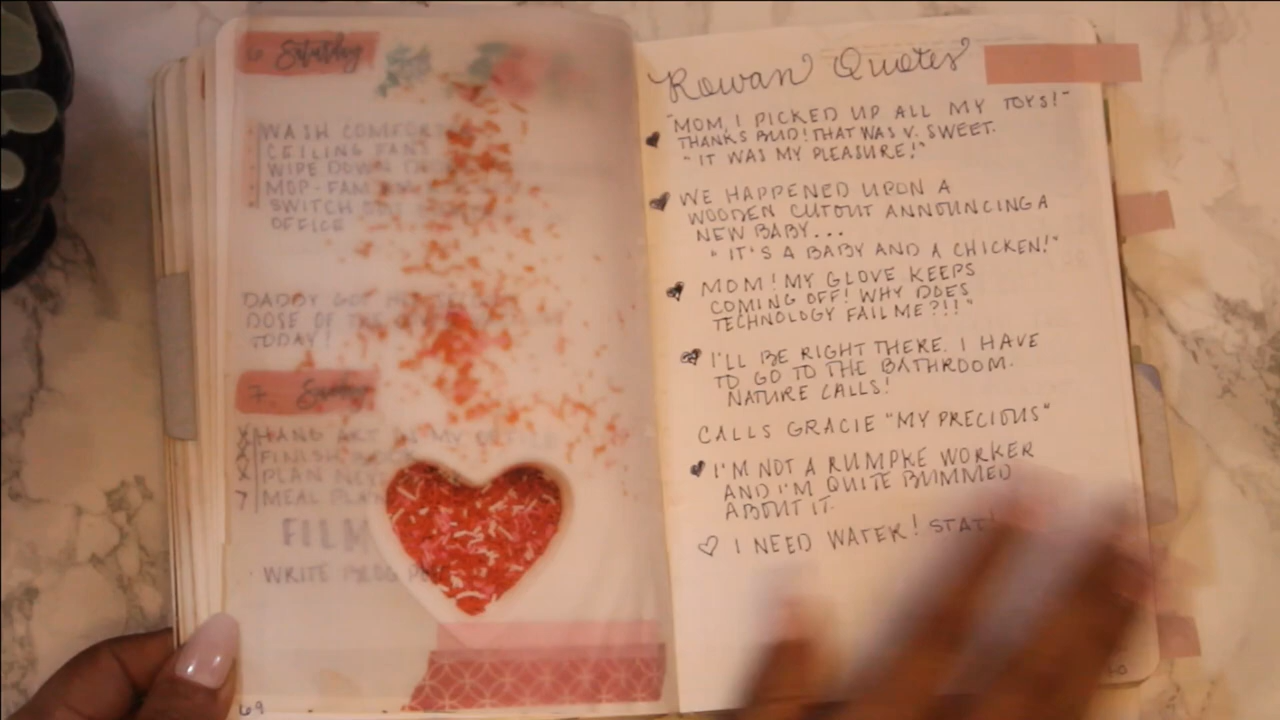 6 Saturday
WASH COMFORT
CEILING FANS
WIPE DOWN
MOP - FAM
SWITCH OUT
OFFICE
DADDY GOT HIS
DOSE OF THE
TODAY!
7 Sunday
HANG ART IN MY OFF
FINISH
PLAN
MEAL PLAN
FILM
WRITE BLOG
69
Rowan Quotes
"MOM, I PICKED UP ALL MY TOYS!"
THANKS BUD! THAT WAS V. SWEET.
"IT WAS MY PLEASURE!"
WE HAPPENED UPON A
WOODEN CUTOUT ANNOUNCING A
NEW BABY...
"IT'S A BABY AND A CHICKEN!"
MOM! MY GLOVE KEEPS
COMING OFF! WHY DOES
TECHNOLOGY FAIL ME?!!"
I'LL BE RIGHT THERE. I HAVE
TO GO TO THE BATHROOM.
NATURE CALLS!
CALLS GRACIE "MY PRECIOUS"
I'M NOT A RUMPKE WORKER
AND I'M QUITE BUMMED
ABOUT IT.
I NEED WATER! STAT!